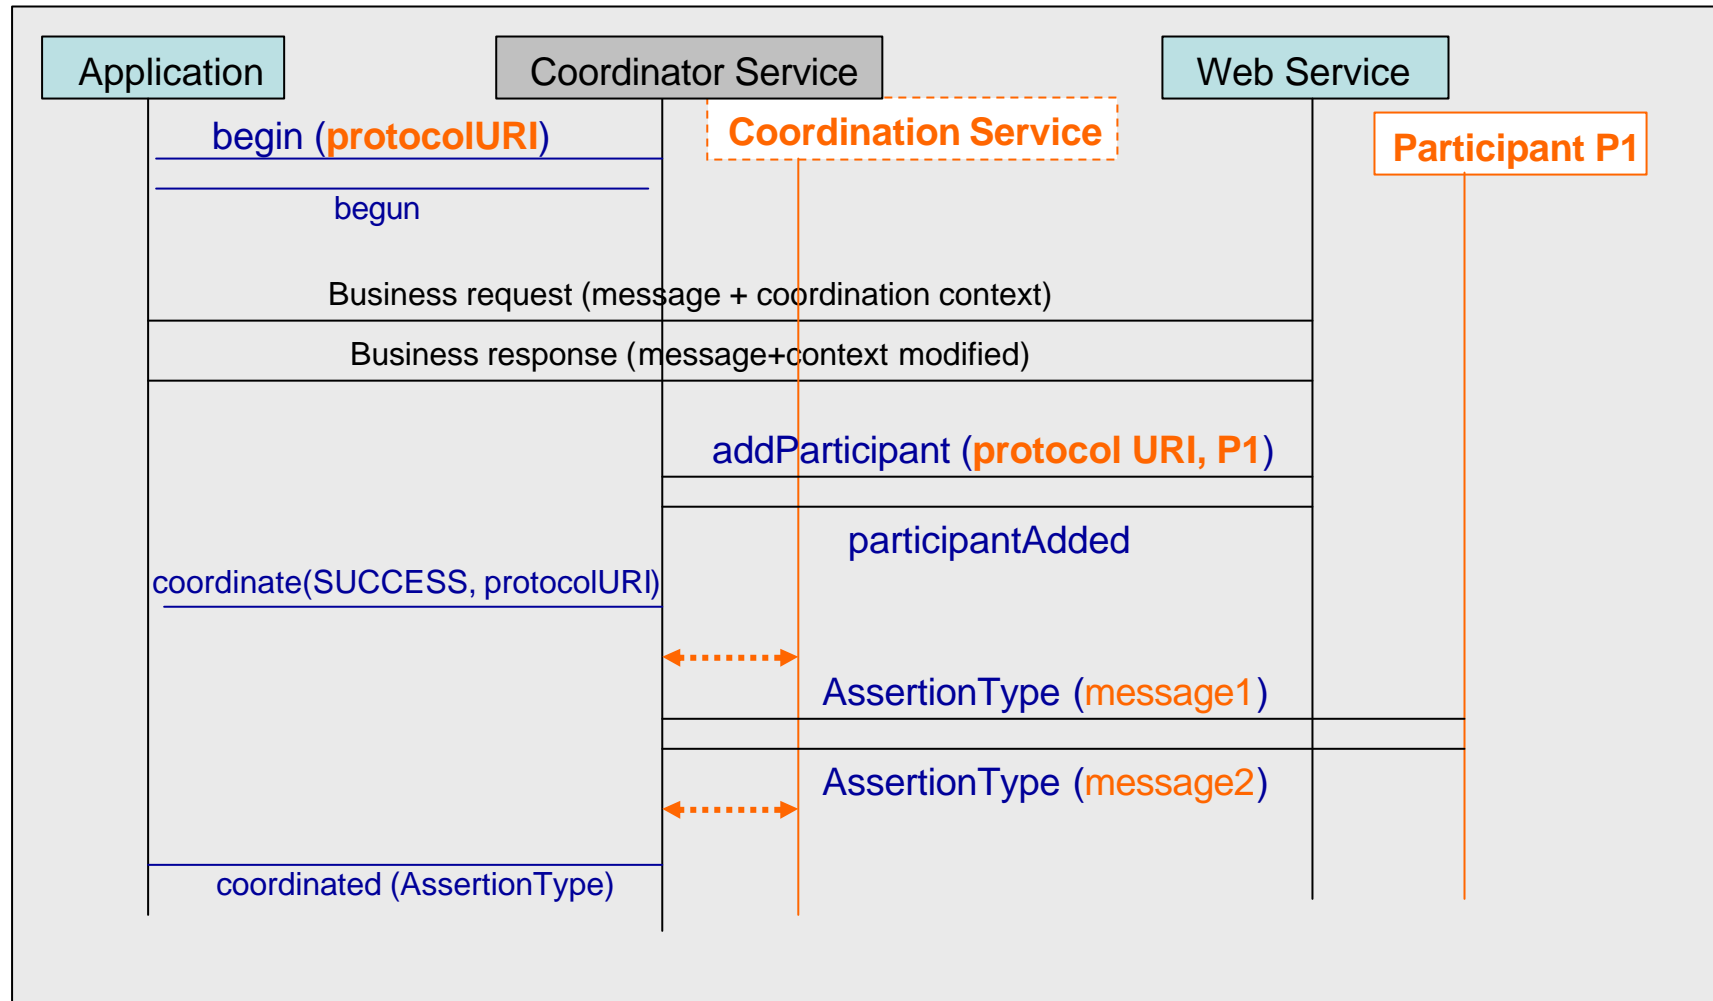 Application
Coordinator Service
Web Service
begin (protocolURI)
Coordination Service
Participant P1
begun
Business request (message + coordination context)
Business response (message+context modified)
addParticipant (protocol URI, P1)
participantAdded
coordinate(SUCCESS, protocolURI)
AssertionType (message1)
AssertionType (message2)
coordinated (AssertionType)